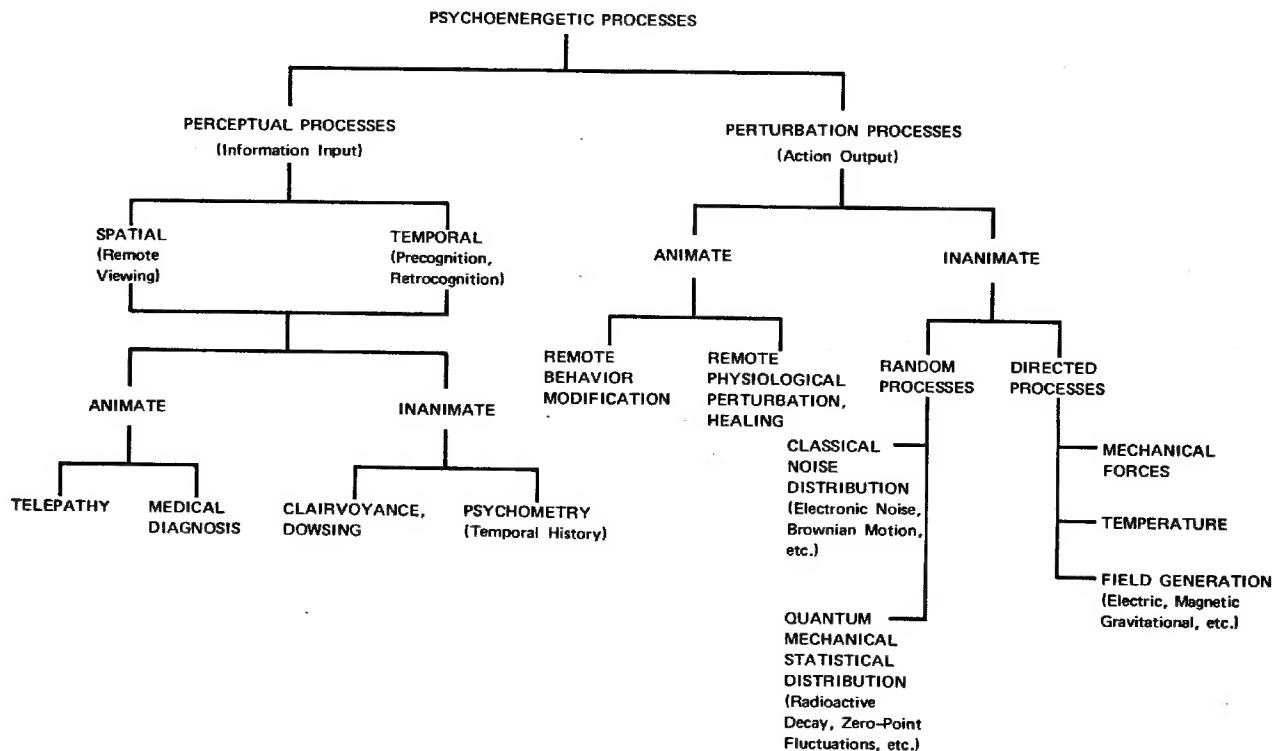 PSYCHOENERGETIC PROCESSES
PERCEPTUAL PROCESSES
(Information Input)
PERTURBATION PROCESSES
(Action Output)
SPATIAL
(Remote
Viewing)
TEMPORAL
(Precognition,
Retrocognition)
ANIMATE
INANIMATE
ANIMATE
INANIMATE
TELEPATHY
MEDICAL
DIAGNOSIS
CLAIRVOYANCE,
DOWSING
PSYCHOMETRY
(Temporal History)
REMOTE
BEHAVIOR
MODIFICATION
REMOTE
PHYSIOLOGICAL
PERTURBATION,
HEALING
RANDOM
PROCESSES
DIRECTED
PROCESSES
CLASSICAL
NOISE
DISTRIBUTION
(Electronic Noise,
Brownian Motion,
etc.)
QUANTUM
MECHANICAL
STATISTICAL
DISTRIBUTION
(Radioactive
Decay, Zero-Point
Fluctuations, etc.)
MECHANICAL
FORCES
TEMPERATURE
FIELD GENERATION
(Electric, Magnetic
Gravitational, etc.)